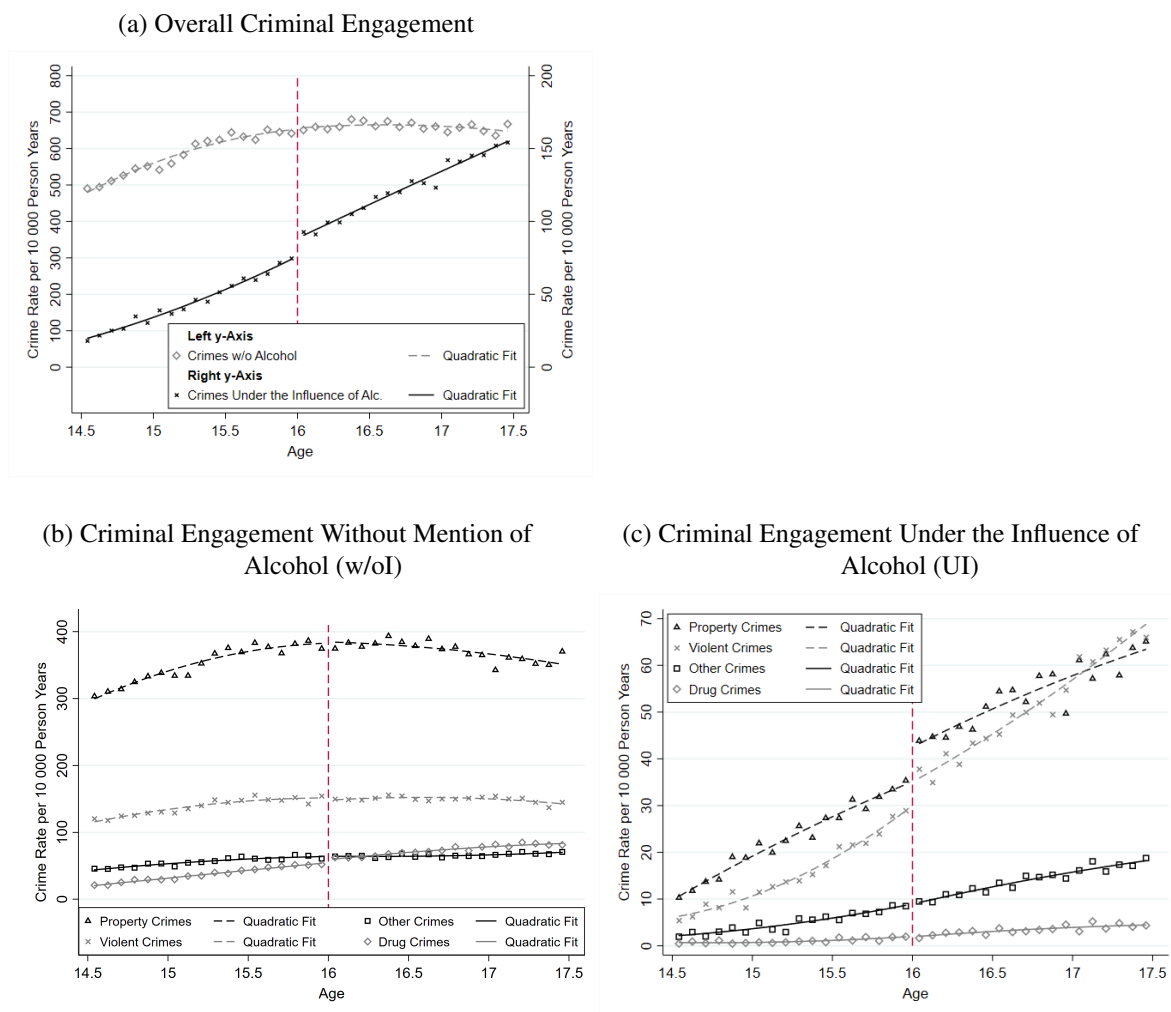 (a) Overall Criminal Engagement
Crime Rate per 10 000 Person Years
0 100 200 300 400 500 600 700 800
Crime Rate per 10 000 Person Years
0 50 100 150 200
Left y-Axis
Crimes w/o Alcohol Quadratic Fit
Right y-Axis
Crimes Under the Influence of Alc. Quadratic Fit
14.5 15 15.5 16 16.5 17 17.5
Age
(b) Criminal Engagement Without Mention of
Alcohol (w/oI)
Crime Rate per 10 000 Person Years
0 100 200 300 400
Property Crimes Quadratic Fit Other Crimes Quadratic Fit
Violent Crimes Quadratic Fit Drug Crimes Quadratic Fit
14.5 15 15.5 16 16.5 17 17.5
Age
(c) Criminal Engagement Under the Influence of
Alcohol (UI)
Crime Rate per 10 000 Person Years
0 10 20 30 40 50 60 70
Property Crimes Quadratic Fit
Violent Crimes Quadratic Fit
Other Crimes Quadratic Fit
Drug Crimes Quadratic Fit
14.5 15 15.5 16 16.5 17 17.5
Age